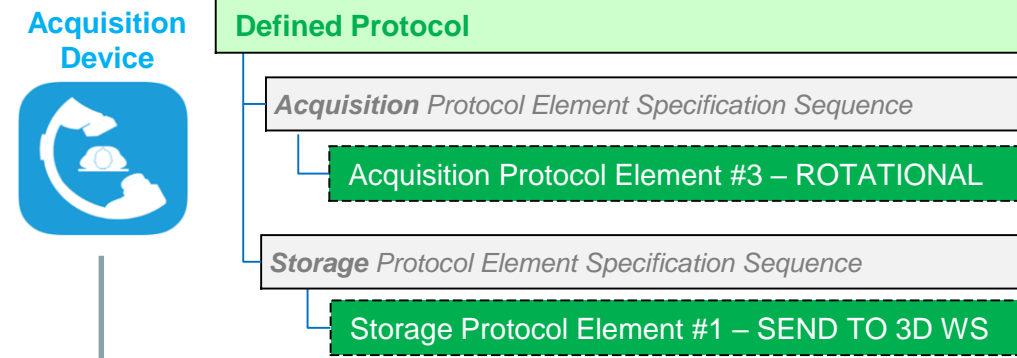 Acquisition
Device
Defined Protocol
Acquisition Protocol Element Specification Sequence
Acquisition Protocol Element #3 – ROTATIONAL
Storage Protocol Element Specification Sequence
Storage Protocol Element #1 – SEND TO 3D WS